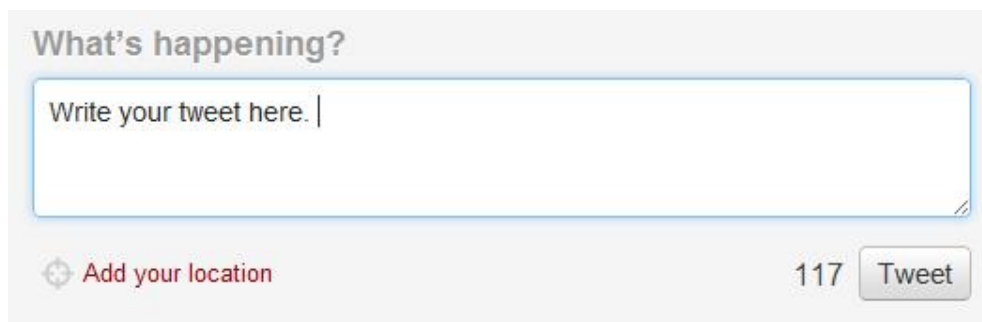 What's happening?
Write your tweet here.
Add your location
117 Tweet